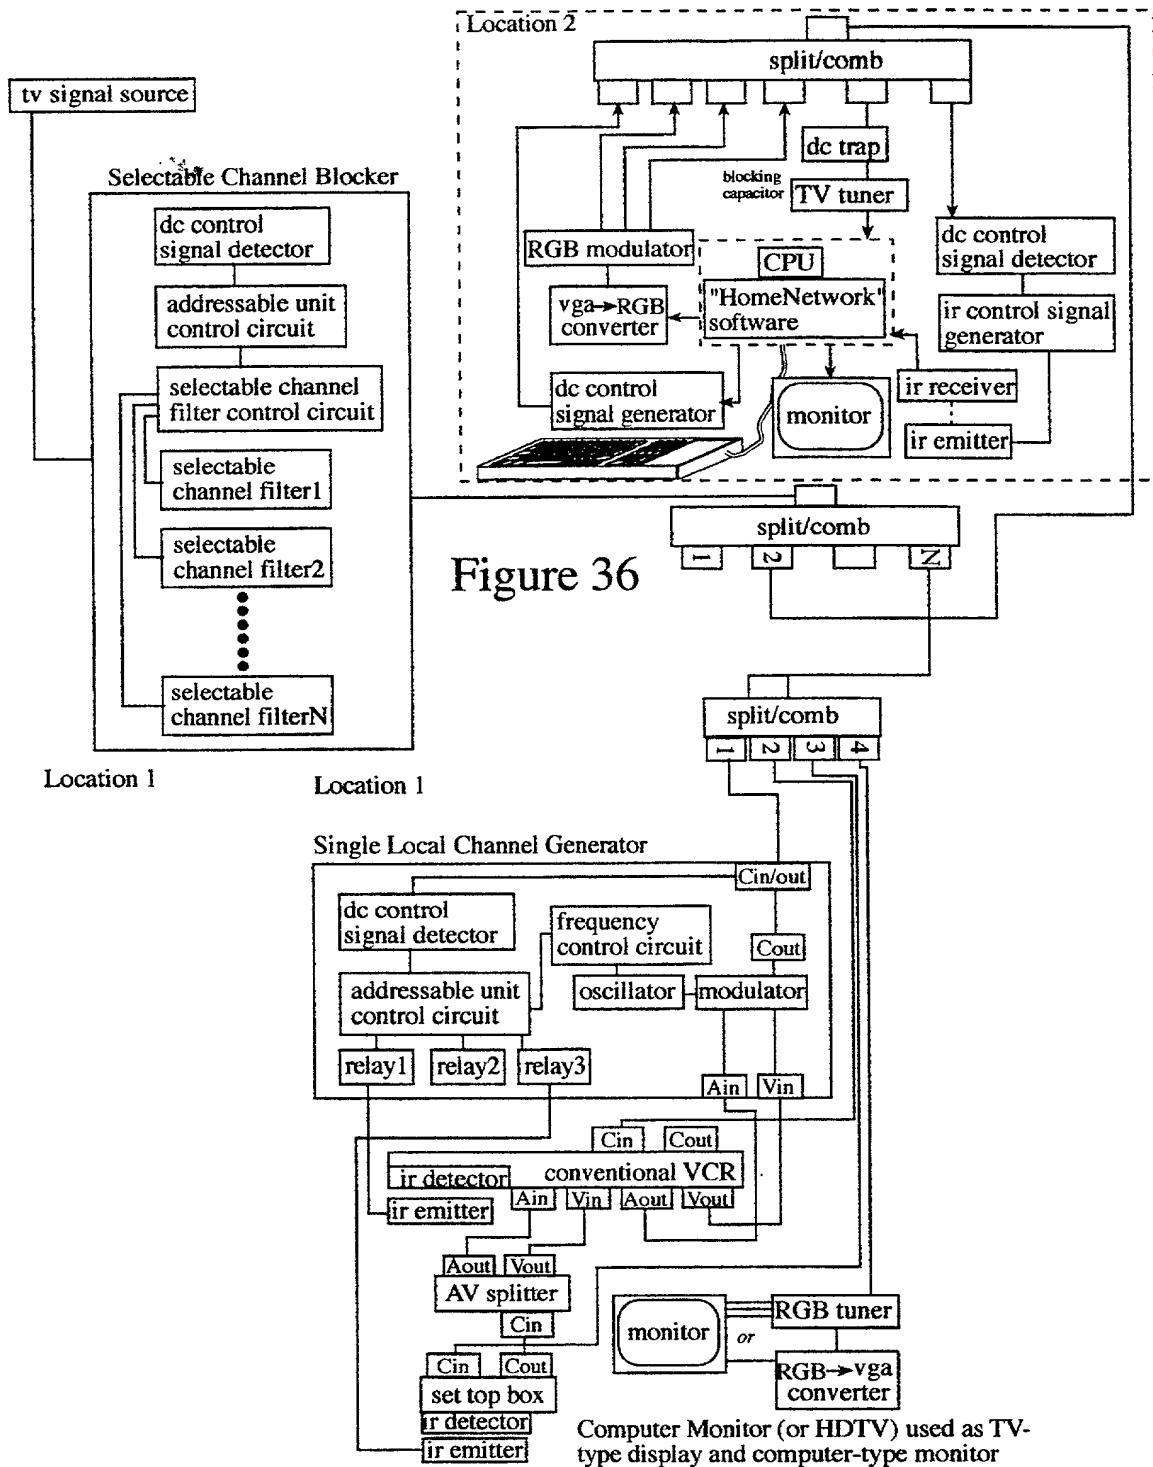 Location 2
split/comb
tv signal source
dc trap
blocking
capacitor
TV tuner
Selectable Channel Blocker
dc control
signal detector
addressable unit
control circuit
selectable channel
filter control circuit
selectable
channel filter1
selectable
channel filter2
selectable
channel filterN
Location 1
RGB modulator
CPU
"HomeNetwork"
software
vga→RGB
converter
dc control
signal detector
ir control signal
generator
dc control
signal generator
monitor
ir receiver
ir emitter
split/comb
1 2 N
Figure 36
split/comb
1 2 3 4
Location 1
Single Local Channel Generator
Cin/out
dc control
signal detector
frequency
control circuit
Cout
addressable unit
control circuit
oscillator
modulator
relay1
relay2
relay3
Ain
Vin
Cin
Cout
conventional VCR
ir detector
Ain
Vin
Aout
Vout
ir emitter
Aout
Vout
AV splitter
Cin
Cin
Cout
set top box
ir detector
ir emitter
monitor
or
RGB tuner
RGB→vga
converter
Computer Monitor (or HDTV) used as TV-
type display and computer-type monitor